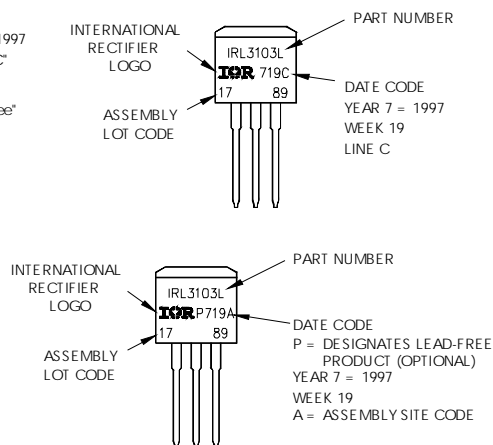 1997
C"
ee"
INTERNATIONAL
RECTIFIER
LOGO
PART NUMBER
IRL3103L
IOR 719C
17 89
ASSEMBLY
LOT CODE
DATE CODE
YEAR 7 = 1997
WEEK 19
LINE C
INTERNATIONAL
RECTIFIER
LOGO
PART NUMBER
IRL3103L
IOR P719A
17 89
ASSEMBLY
LOT CODE
DATE CODE
P = DESIGNATES LEAD-FREE
PRODUCT (OPTIONAL)
YEAR 7 = 1997
WEEK 19
A = ASSEMBLY SITE CODE